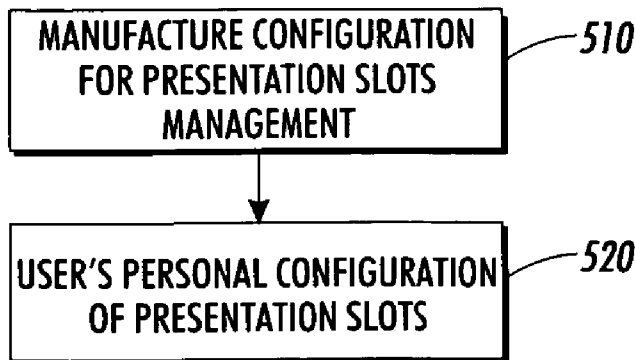 MANUFACTURE CONFIGURATION
FOR PRESENTATION SLOTS
MANAGEMENT
510
USER'S PERSONAL CONFIGURATION
OF PRESENTATION SLOTS
520